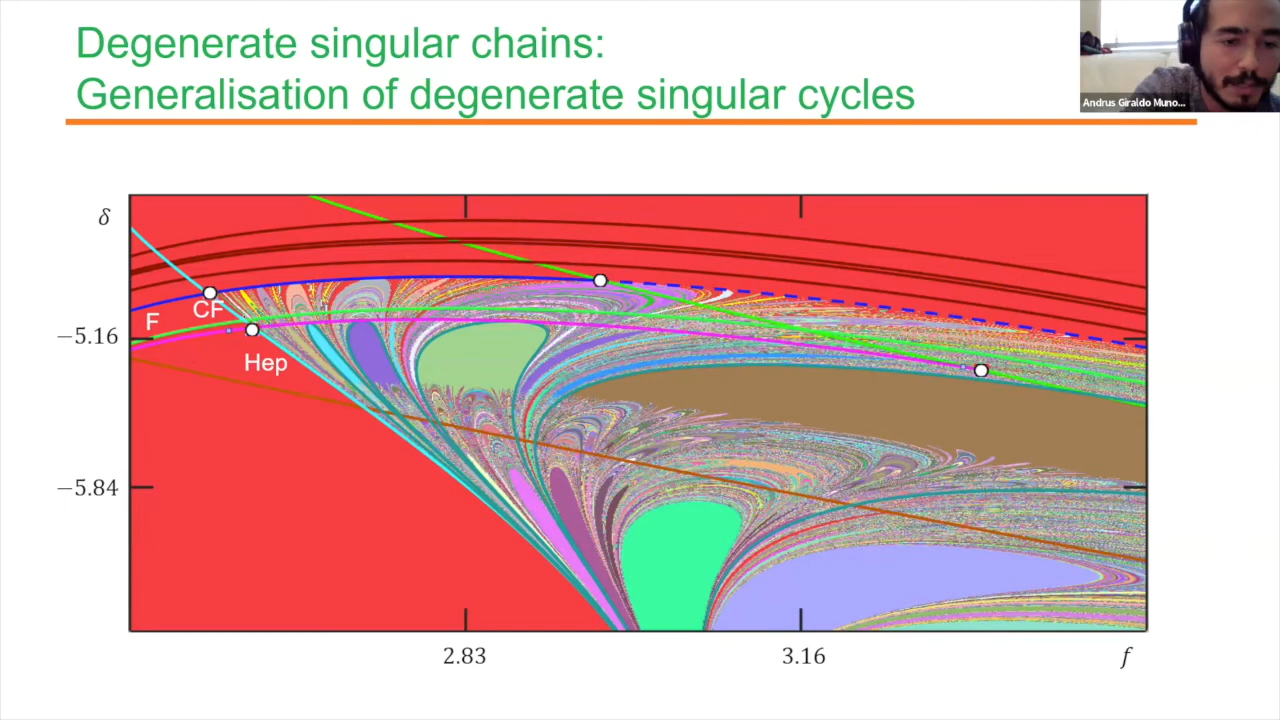 Degenerate singular chains:
Generalisation of degenerate singular cycles
Andrus Giraldo Muno...
δ
CF
F
−5.16
Hep
−5.84
2.83
3.16
f